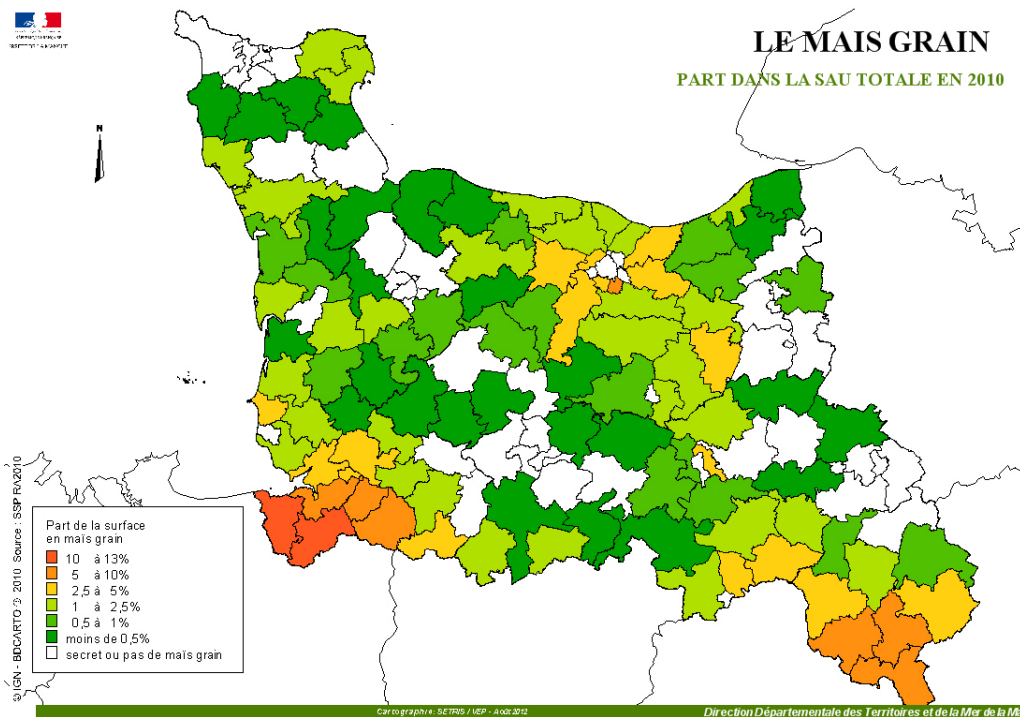 LE MAIS GRAIN
PART DANS LA SAU TOTALE EN 2010
N
Part de la surface
en maïs grain
10 à 13%
5 à 10%
2,5 à 5%
1 à 2,5%
0,5 à 1%
moins de 0,5%
secret ou pas de maïs grain
© IGN - BDCARTO ® 2010 Source : SSP RA2010
Cartographie: SETRIS / VEP - Août 2012
Direction Départementale des Territoires et de la Mer de la Ma